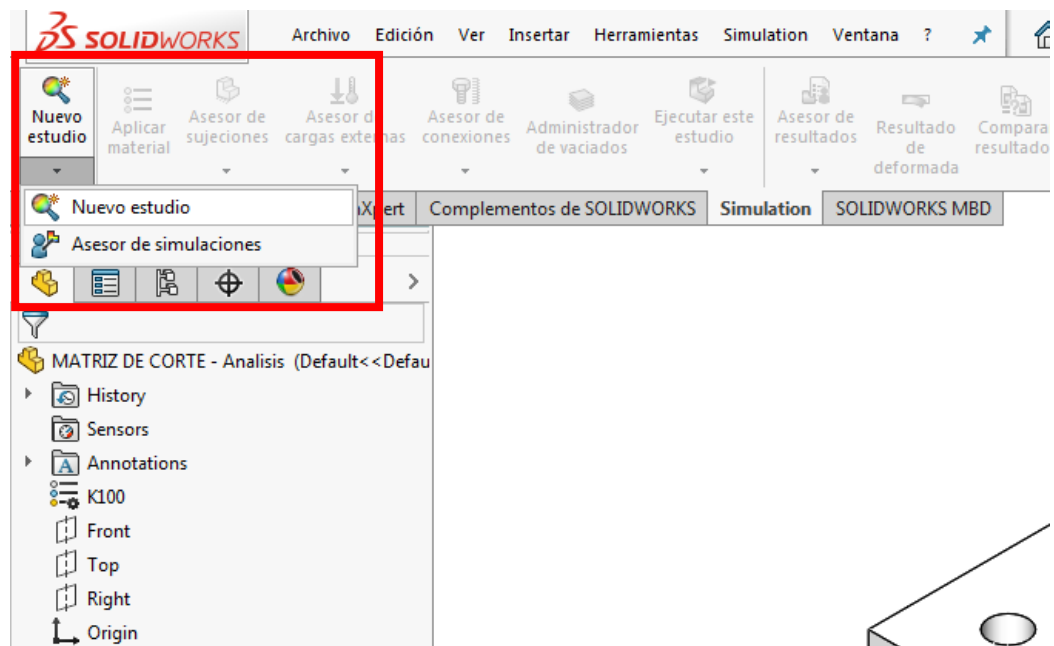 SOLIDWORKS Archivo Edición Ver Insertar Herramientas Simulation Ventana ?
Nuevo estudio
Aplicar material
Asesor de sujeciones
Asesor de cargas externas
Asesor de conexiones
Administrador de vaciados
Ejecutar este estudio
Asesor de resultados
Resultado de deformada
Compara resultado
Nuevo estudio
Asesor de simulaciones
Xpert Complementos de SOLIDWORKS Simulation SOLIDWORKS MBD
MATRIZ DE CORTE - Analisis (Default<<Defau
History
Sensors
Annotations
K100
Front
Top
Right
Origin